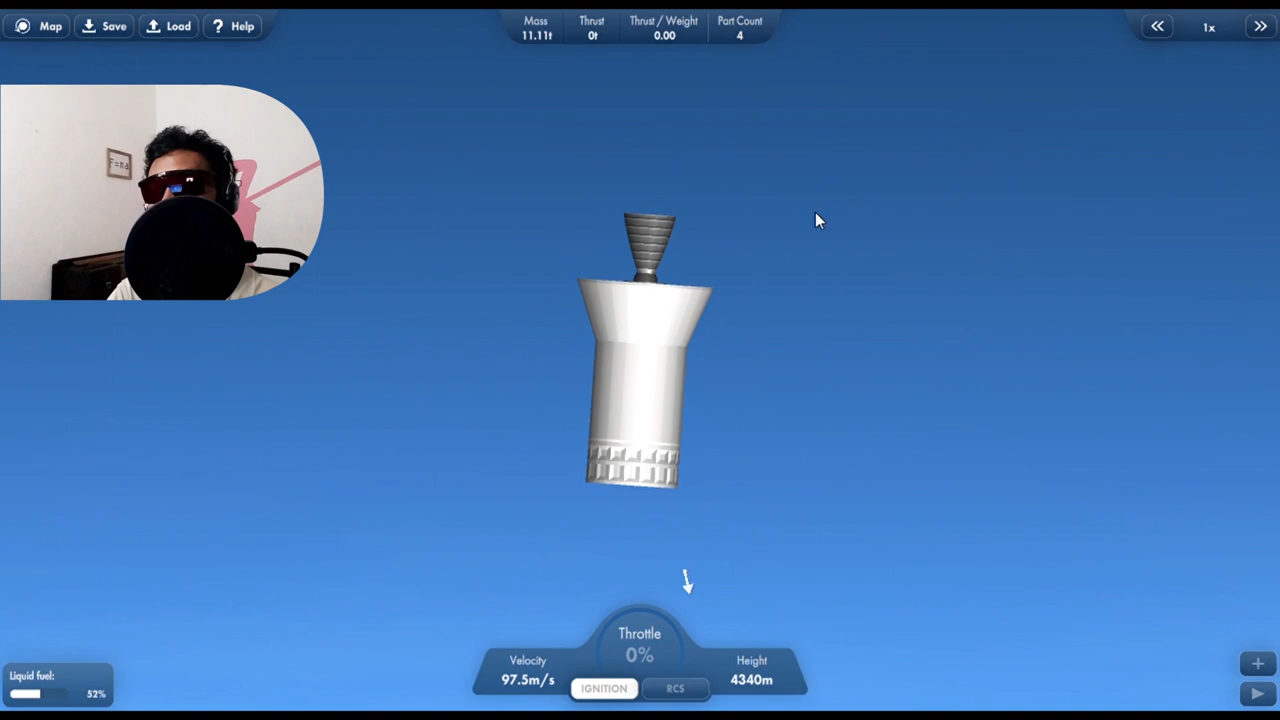 Map
Save
Load
? Help
Mass
11.11t
Thrust
0t
Thrust / Weight
0.00
Part Count
4
1x
F=ma
Liquid fuel:
52%
Throttle
0%
Velocity
97.5m/s
Height
4340m
IGNITION
RCS